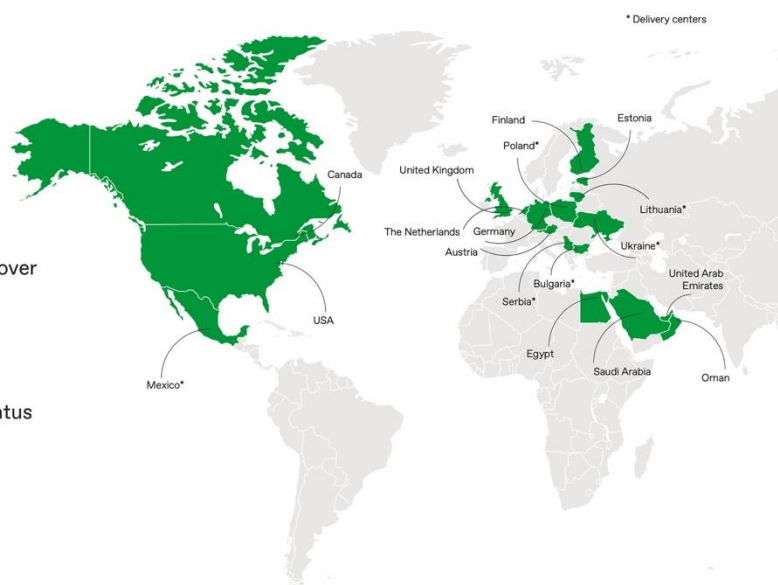 * Delivery centers
Finland
Estonia
Poland*
United Kingdom
Canada
Lithuania*
The Netherlands
Germany
Austria
Ukraine*
over
United Arab
Emirates
Bulgaria*
Serbia*
USA
Egypt
Saudi Arabia
Oman
Mexico*
atus